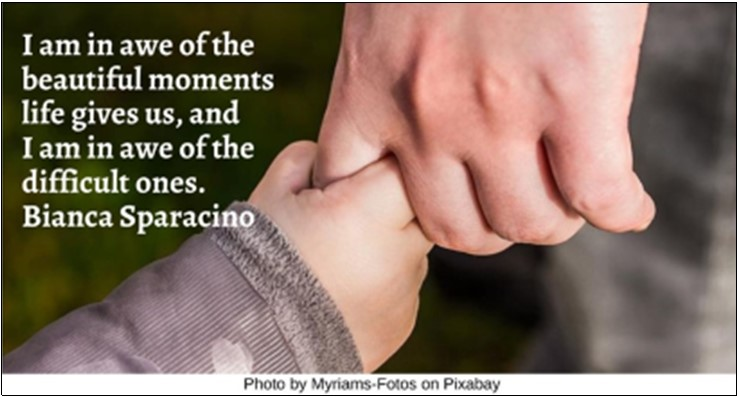 I am in awe of the
beautiful moments
life gives us, and
I am in awe of the
difficult ones.
Bianca Sparacino
Photo by Myriams-Fotos on Pixabay